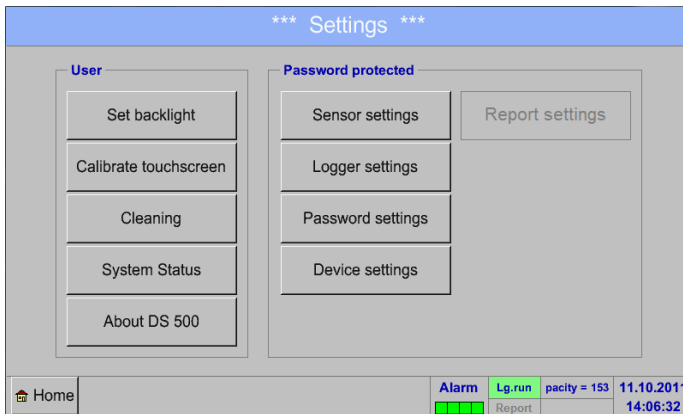 *** Settings ***
User
Set backlight
Calibrate touchscreen
Cleaning
System Status
About DS 500
Password protected
Sensor settings
Report settings
Logger settings
Password settings
Device settings
Home
Alarm
Lg.run
Report
pacity = 153
11.10.2011
14:06:32